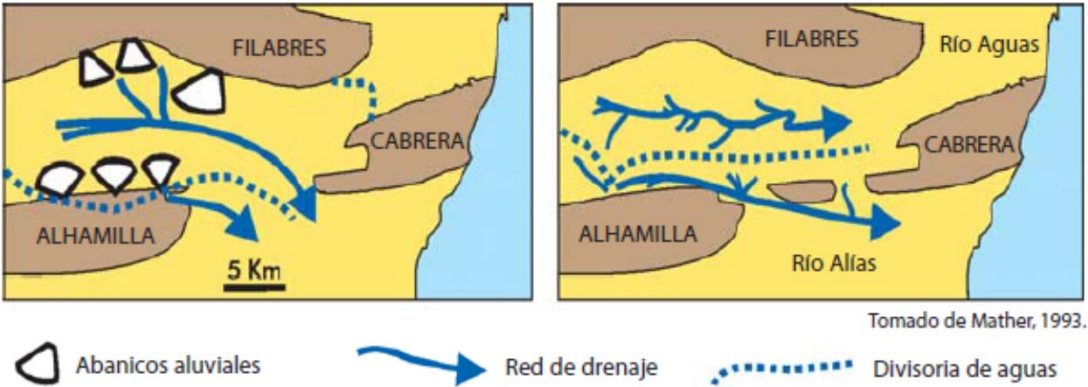 FILABRES
CABRERA
ALHAMILLA
5 Km
FILABRES
Río Aguas
CABRERA
ALHAMILLA
Río Alías
Tomado de Mather, 1993.
Abanicos aluviales
Red de drenaje
Divisoria de aguas